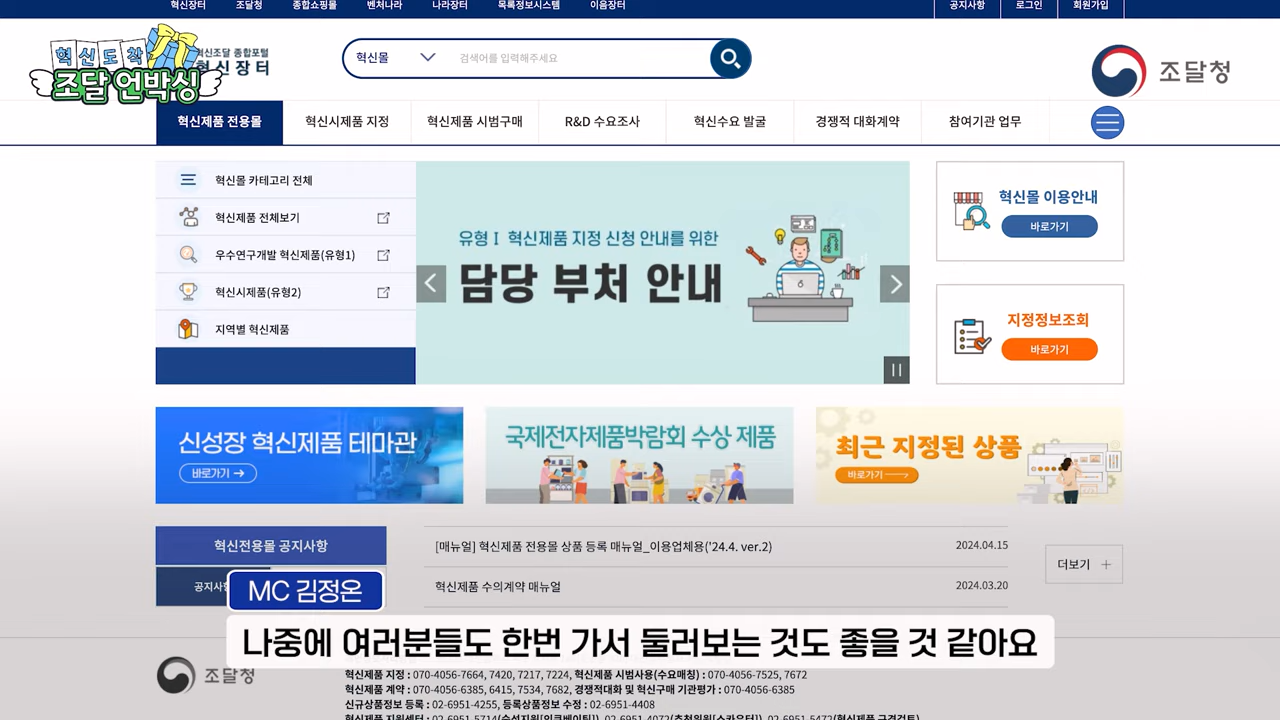 혁신장터 조달청 종합쇼핑몰 벤처나라 나라장터 목록정보시스템 이음장터 공지사항 로그인 회원가입
혁신도착
조달 언박싱
혁신조달 종합포털
혁신장터
혁신몰 검색어를 입력해주세요
조달청
혁신제품 전용몰 혁신시제품 지정 혁신제품 시범구매 R&D 수요조사 혁신수요 발굴 경쟁적 대화계약 참여기관 업무
혁신몰 카테고리 전체
혁신제품 전체보기
우수연구개발 혁신제품(유형1)
혁신시제품(유형2)
지역별 혁신제품
유형 I 혁신제품 지정 신청 안내를 위한
담당 부처 안내
혁신몰 이용안내
바로가기
지정정보조회
바로가기
신성장 혁신제품 테마관
바로가기
국제전자제품박람회 수상 제품
최근 지정된 상품
바로가기
혁신전용몰 공지사항
공지사
[매뉴얼] 혁신제품 전용몰 상품 등록 매뉴얼_이용업체용('24.4. ver.2) 2024.04.15
혁신제품 수의계약 매뉴얼 2024.03.20
더보기
MC 김정온
나중에 여러분들도 한번 가서 둘러보는 것도 좋을 것 같아요
조달청
혁신제품 지정 : 070-4056-7664, 7420, 7217, 7224, 혁신제품 시범사용(수요매칭) : 070-4056-7525, 7672
혁신제품 계약 : 070-4056-6385, 6415, 7534, 7682, 경쟁적대화 및 혁신구매 기관평가 : 070-4056-6385
신규상품정보 등록 : 02-6951-4255, 등록상품정보 수정 : 02-6951-4408
혁신제품 지원센터 : 02-6951-5714